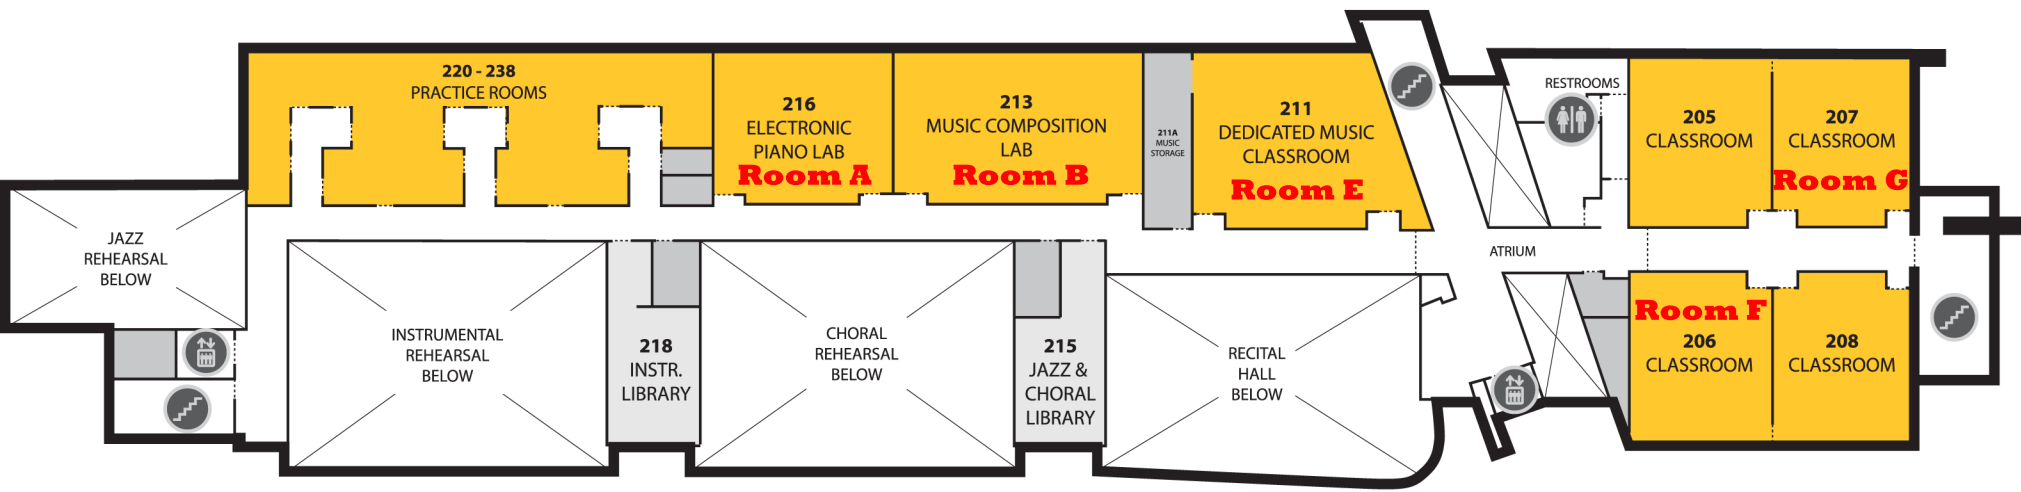 220 - 238
PRACTICE ROOMS
216
ELECTRONIC
PIANO LAB
Room A
213
MUSIC COMPOSITION
LAB
Room B
211A
MUSIC
STORAGE
211
DEDICATED MUSIC
CLASSROOM
Room E
RESTROOMS
205
CLASSROOM
207
CLASSROOM
Room G
JAZZ
REHEARSAL
BELOW
ATRIUM
INSTRUMENTAL
REHEARSAL
BELOW
218
INSTR.
LIBRARY
CHORAL
REHEARSAL
BELOW
215
JAZZ &
CHORAL
LIBRARY
RECITAL
HALL
BELOW
Room F
206
CLASSROOM
208
CLASSROOM